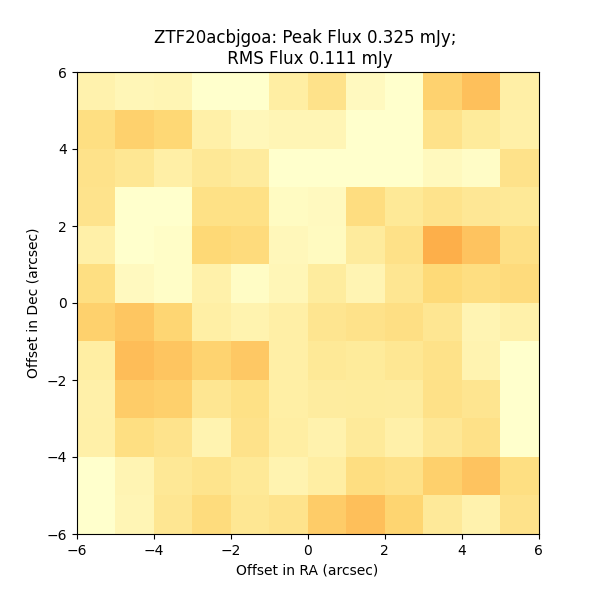 ZTF20acbjgoa: Peak Flux 0.325 mJy;
RMS Flux 0.111 mJy
6
4
2
0
−2
−4
−6
Offset in Dec (arcsec)
−6 −4 −2 0 2 4 6
Offset in RA (arcsec)